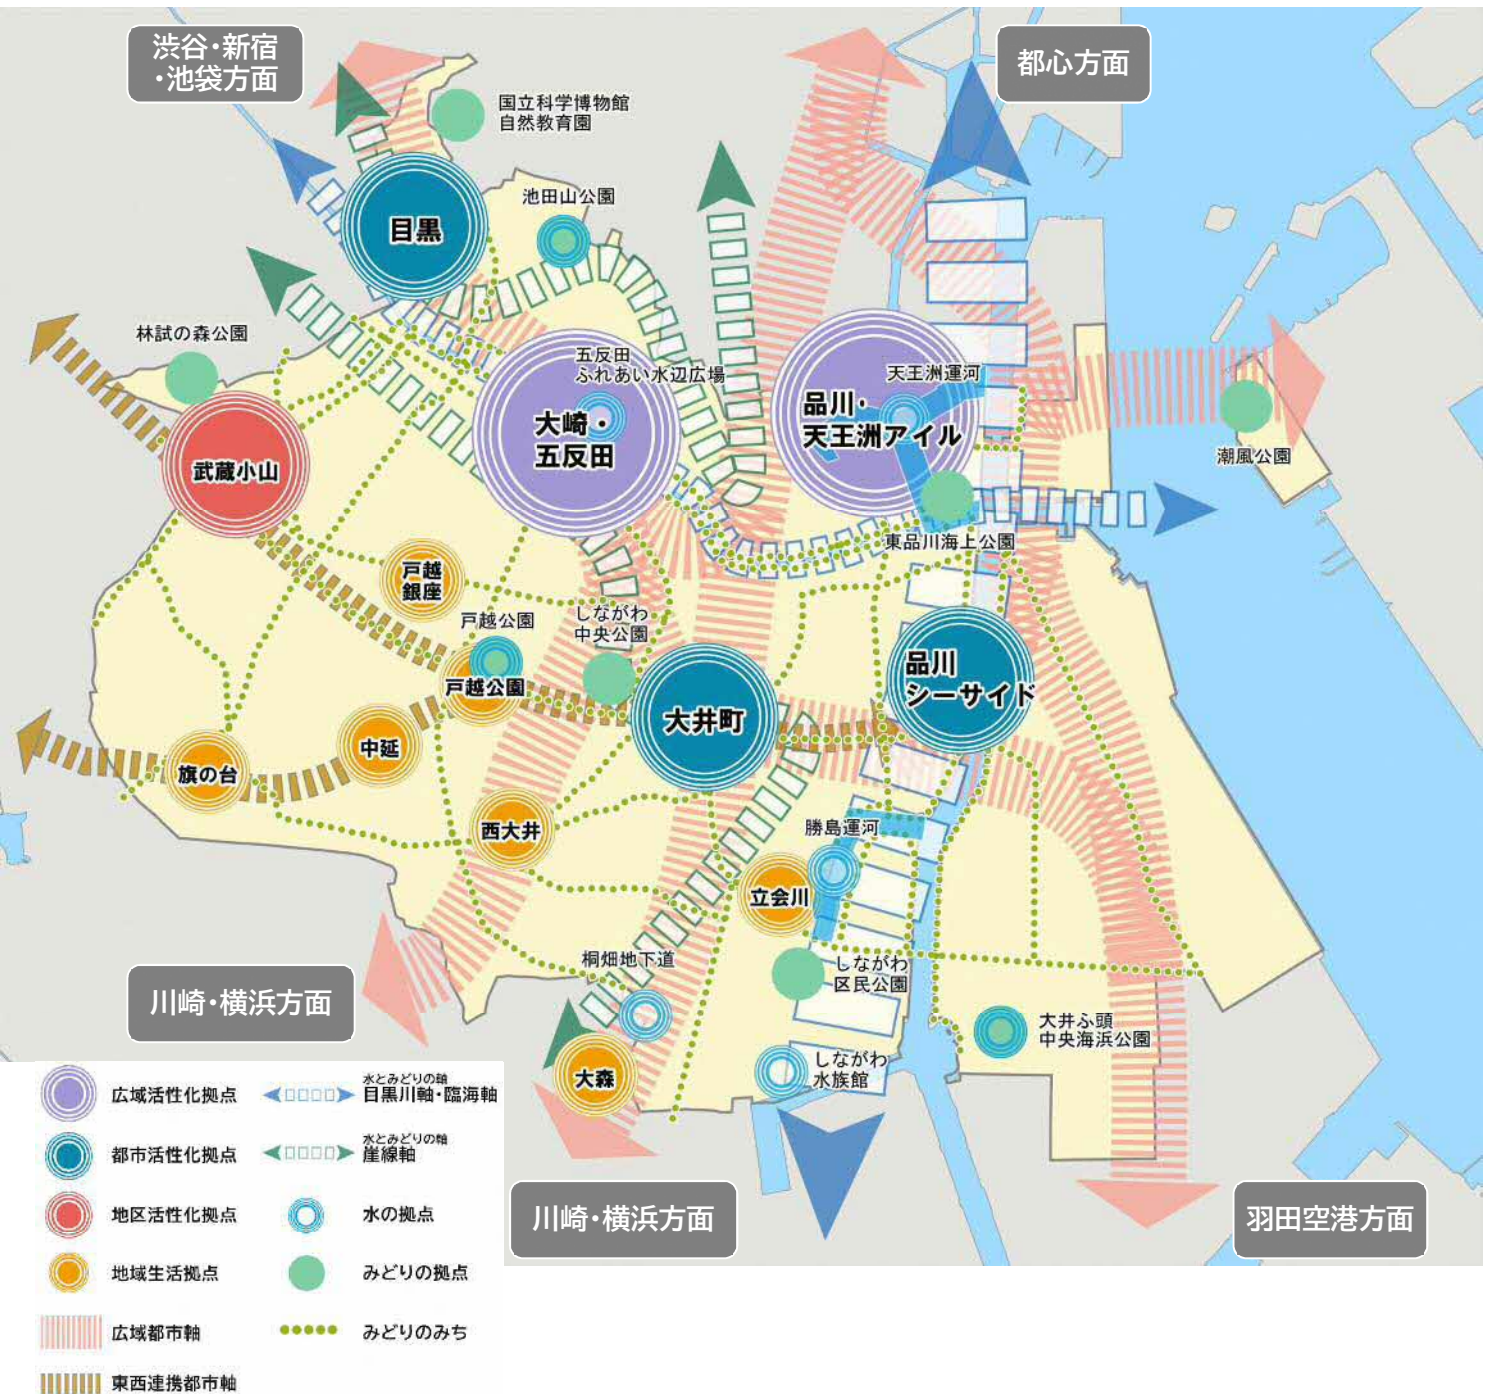 渋谷・新宿
・池袋方面
都心方面
国立科学博物館
自然教育園
池田山公園
目黒
林試の森公園
五反田
ふれあい水辺広場
天王洲運河
品川・
天王洲アイル
大崎・
五反田
武蔵小山
潮風公園
東品川海上公園
戸越
銀座
戸越公園
しながわ
中央公園
戸越公園
品川
シーサイド
大井町
中延
旗の台
西大井
勝島運河
立会川
桐畑地下道
しながわ
区民公園
川崎・横浜方面
大井ふ頭
中央海浜公園
しながわ
水族館
大森
川崎・横浜方面
羽田空港方面
広域活性化拠点
水とみどりの軸
目黒川軸・臨海軸
都市活性化拠点
水とみどりの軸
崖線軸
地区活性化拠点
水の拠点
地域生活拠点
みどりの拠点
広域都市軸
みどりのみち
東西連携都市軸